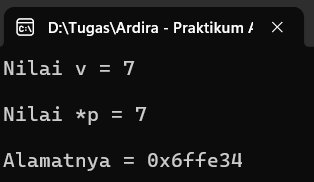 D:\Tugas\Ardira - Praktikum A
Nilai v = 7
Nilai *p = 7
Alamatnya = 0x6ffe34